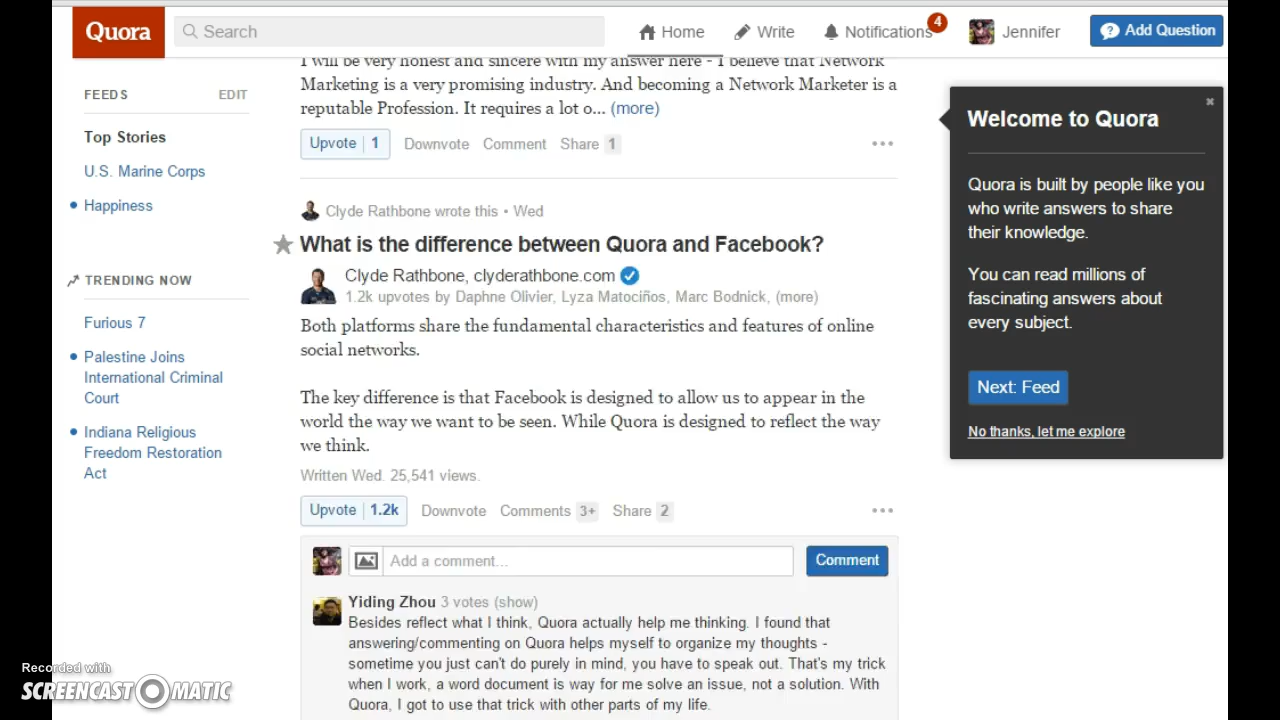 Quora
Search
Home
Write
Notifications
4
Jennifer
Add Question
FEEDS
EDIT
Top Stories
U.S. Marine Corps
Happiness
TRENDING NOW
Furious 7
Palestine Joins
International Criminal
Court
Indiana Religious
Freedom Restoration
Act
I will be very honest and sincere with my answer here - I believe that Network
Marketing is a very promising industry. And becoming a Network Marketer is a
reputable Profession. It requires a lot o... (more)
Upvote 1 Downvote Comment Share 1
Clyde Rathbone wrote this • Wed
What is the difference between Quora and Facebook?
Clyde Rathbone, clyderathbone.com
1.2k upvotes by Daphne Olivier, Lyza Matociños, Marc Bodnick, (more)
Both platforms share the fundamental characteristics and features of online
social networks.
The key difference is that Facebook is designed to allow us to appear in the
world the way we want to be seen. While Quora is designed to reflect the way
we think.
Written Wed. 25,541 views.
Upvote 1.2k Downvote Comments 3+ Share 2
Add a comment...
Comment
Yiding Zhou 3 votes (show)
Besides reflect what I think, Quora actually help me thinking. I found that
answering/commenting on Quora helps myself to organize my thoughts -
sometime you just can't do purely in mind, you have to speak out. That's my trick
when I work, a word document is way for me solve an issue, not a solution. With
Quora, I got to use that trick with other parts of my life.
Welcome to Quora
Quora is built by people like you
who write answers to share
their knowledge.
You can read millions of
fascinating answers about
every subject.
Next: Feed
No thanks, let me explore
Recorded with
SCREENCAST O MATIC